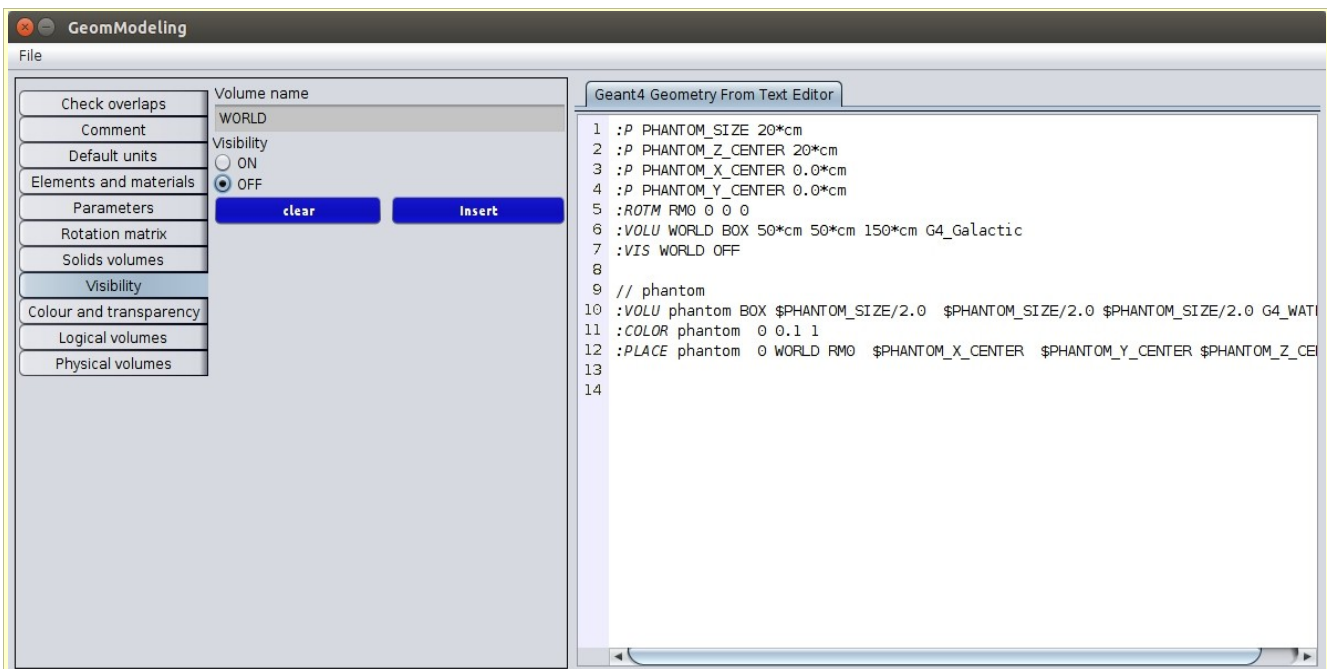 GeomModeling
File
Check overlaps
Comment
Default units
Elements and materials
Parameters
Rotation matrix
Solids volumes
Visibility
Colour and transparency
Logical volumes
Physical volumes
Volume name
WORLD
Visibility
ON
OFF
clear
Insert
Geant4 Geometry From Text Editor
1 :P PHANTOM_SIZE 20*cm
2 :P PHANTOM_Z_CENTER 20*cm
3 :P PHANTOM_X_CENTER 0.0*cm
4 :P PHANTOM_Y_CENTER 0.0*cm
5 :ROTM RM0 0 0 0
6 :VOLU WORLD BOX 50*cm 50*cm 150*cm G4_Galactic
7 :VIS WORLD OFF
8
9 // phantom
10 :VOLU phantom BOX $PHANTOM_SIZE/2.0  $PHANTOM_SIZE/2.0 $PHANTOM_SIZE/2.0 G4_WAT
11 :COLOR phantom  0 0.1 1
12 :PLACE phantom  0 WORLD RM0  $PHANTOM_X_CENTER  $PHANTOM_Y_CENTER $PHANTOM_Z_CE
13
14